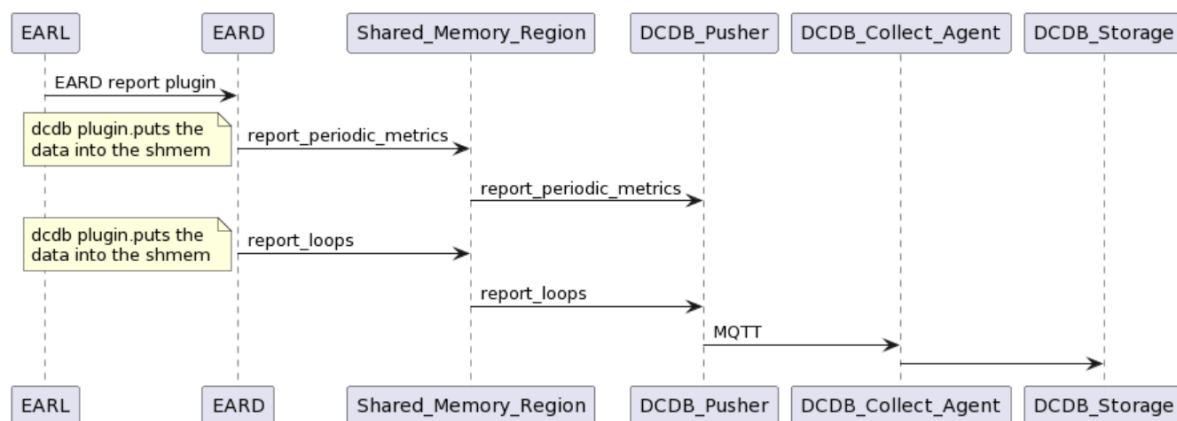 EARL EARD Shared_Memory_Region DCDB_Pusher DCDB_Collect_Agent DCDB_Storage
EARD report plugin
dcdb plugin.puts the
data into the shmem
report_periodic_metrics
report_periodic_metrics
dcdb plugin.puts the
data into the shmem
report_loops
report_loops
MQTT
EARL EARD Shared_Memory_Region DCDB_Pusher DCDB_Collect_Agent DCDB_Storage